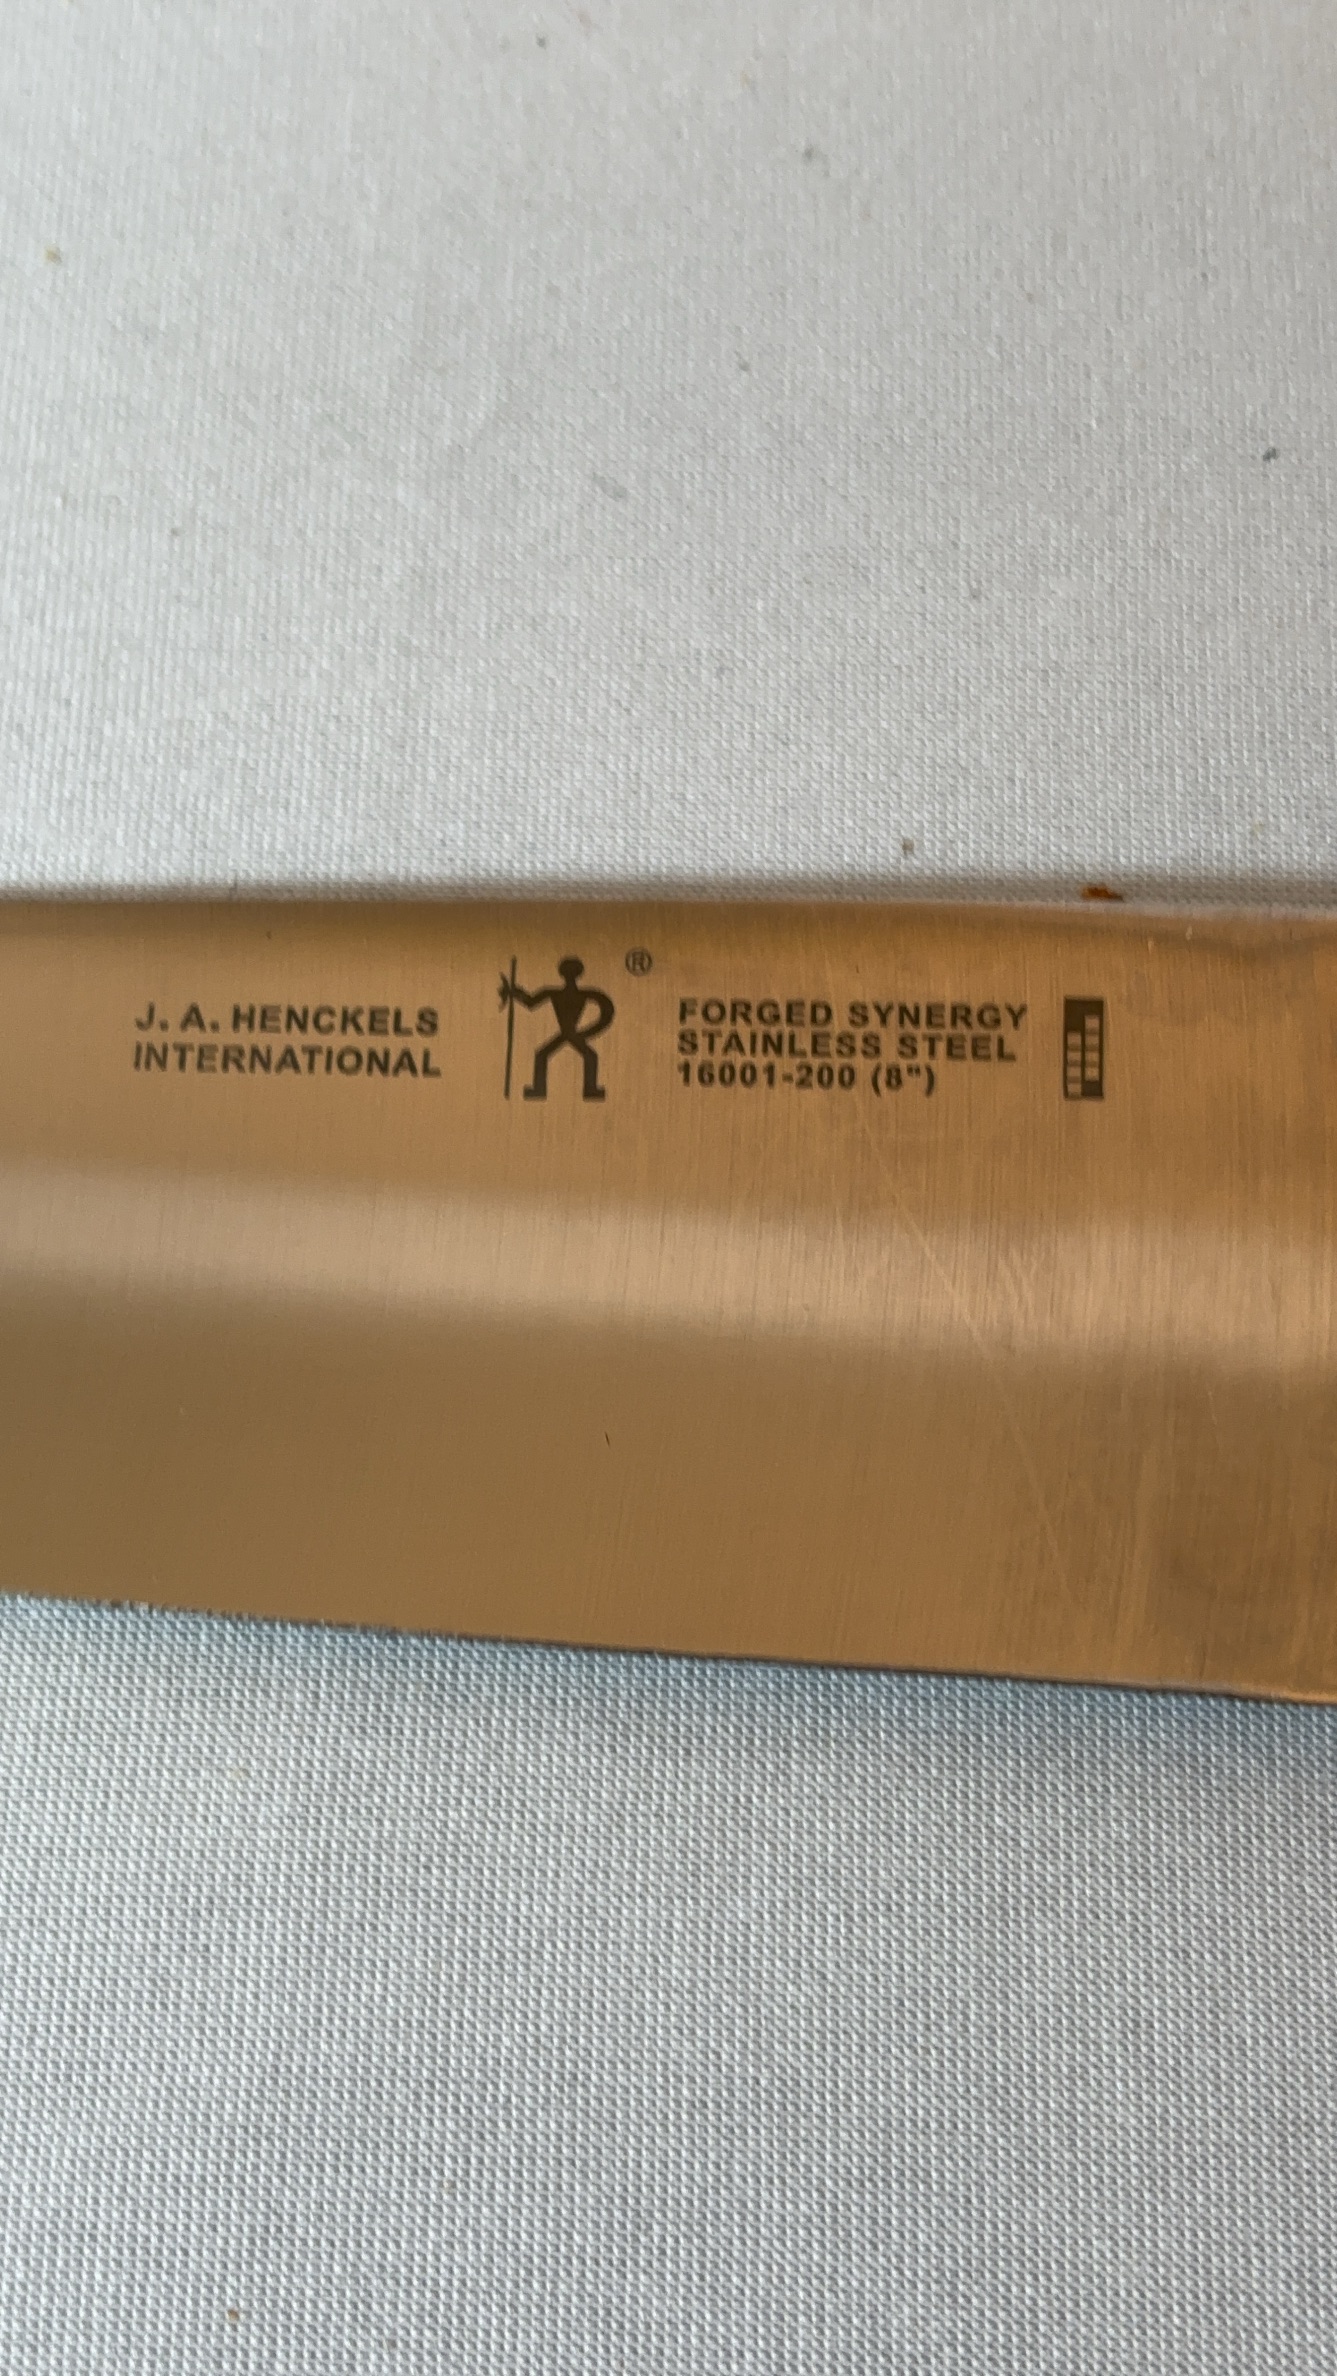 J. A. HENCKELS
INTERNATIONAL
®
FORGED SYNERGY
STAINLESS STEEL
16001-200 (8")